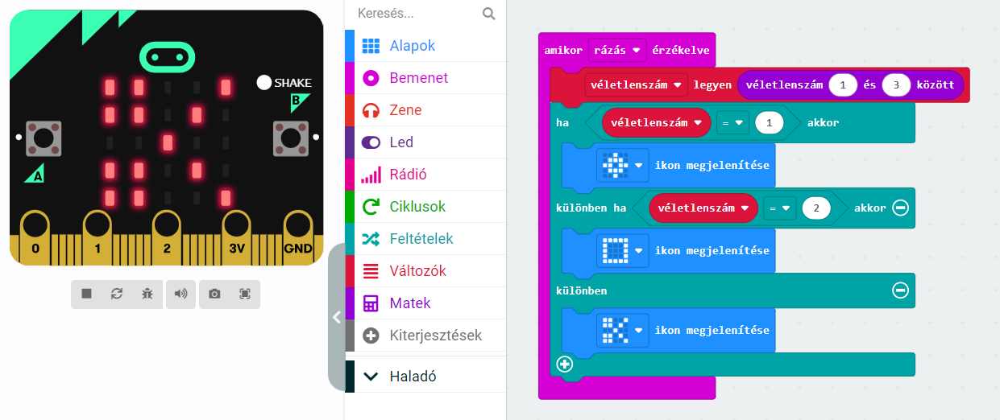 SHAKE
B
A
0 1 2 3V GND
Keresés...
Alapok
Bemenet
Zene
Led
Rádió
Ciklusok
Feltételek
Változók
Matek
Kiterjesztések
Haladó
amikor rázás érzékelve
véletlenszám legyen véletlenszám 1 és 3 között
ha véletlenszám = 1 akkor
ikon megjelenítése
különben ha véletlenszám = 2 akkor
ikon megjelenítése
különben
ikon megjelenítése